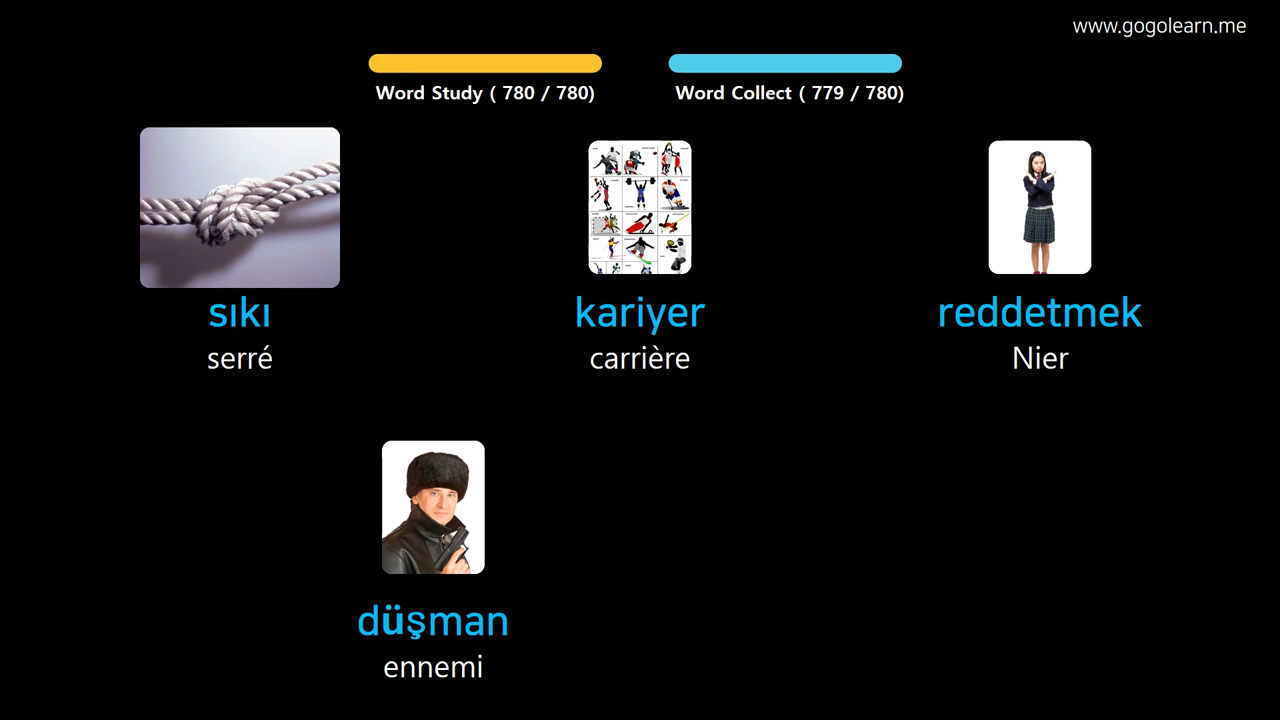 www.gogolearn.me
Word Study ( 780 / 780)
Word Collect ( 779 / 780)
sıkı
serré
kariyer
carrière
reddetmek
Nier
düşman
ennemi